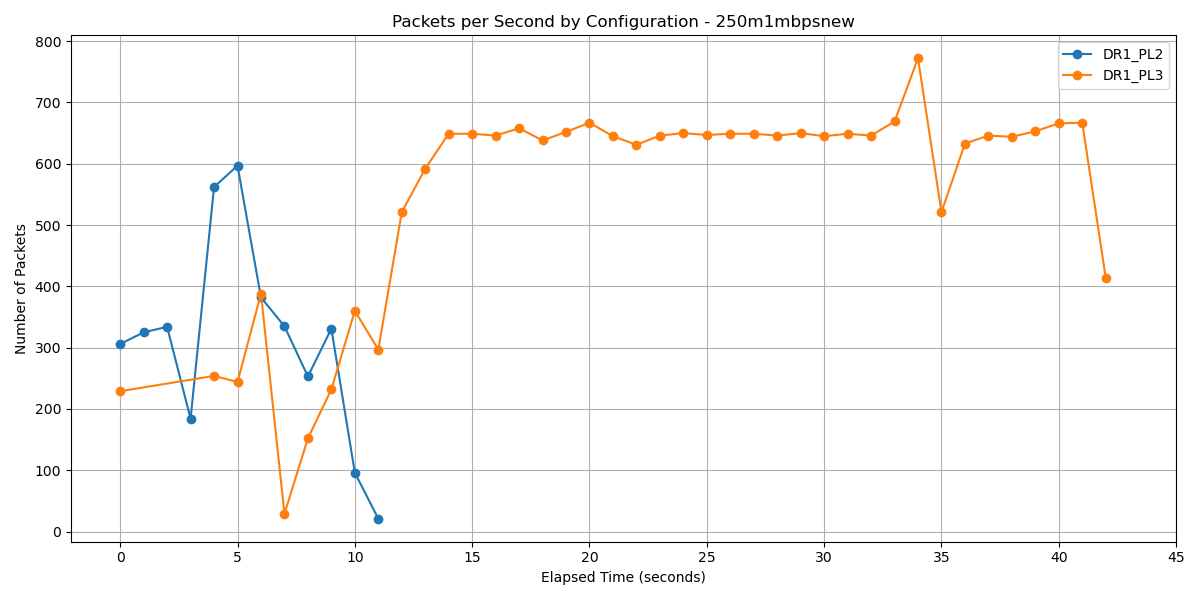 Packets per Second by Configuration - 250m1mbpsnew
DR1_PL2
DR1_PL3
Number of Packets
800
700
600
500
400
300
200
100
0
0 5 10 15 20 25 30 35 40 45
Elapsed Time (seconds)